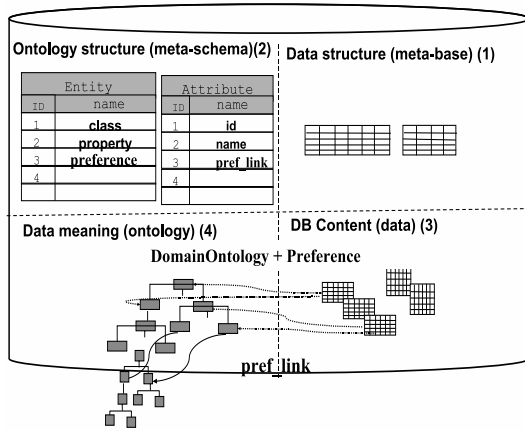 Ontology structure (meta-schema)(2)
Data structure (meta-base) (1)
Entity
ID name
1 class
2 property
3 preference
4
Attribute
ID name
1 id
2 name
3 pref_link
4
Data meaning (ontology) (4)
DB Content (data) (3)
DomainOntology + Preference
pref_link